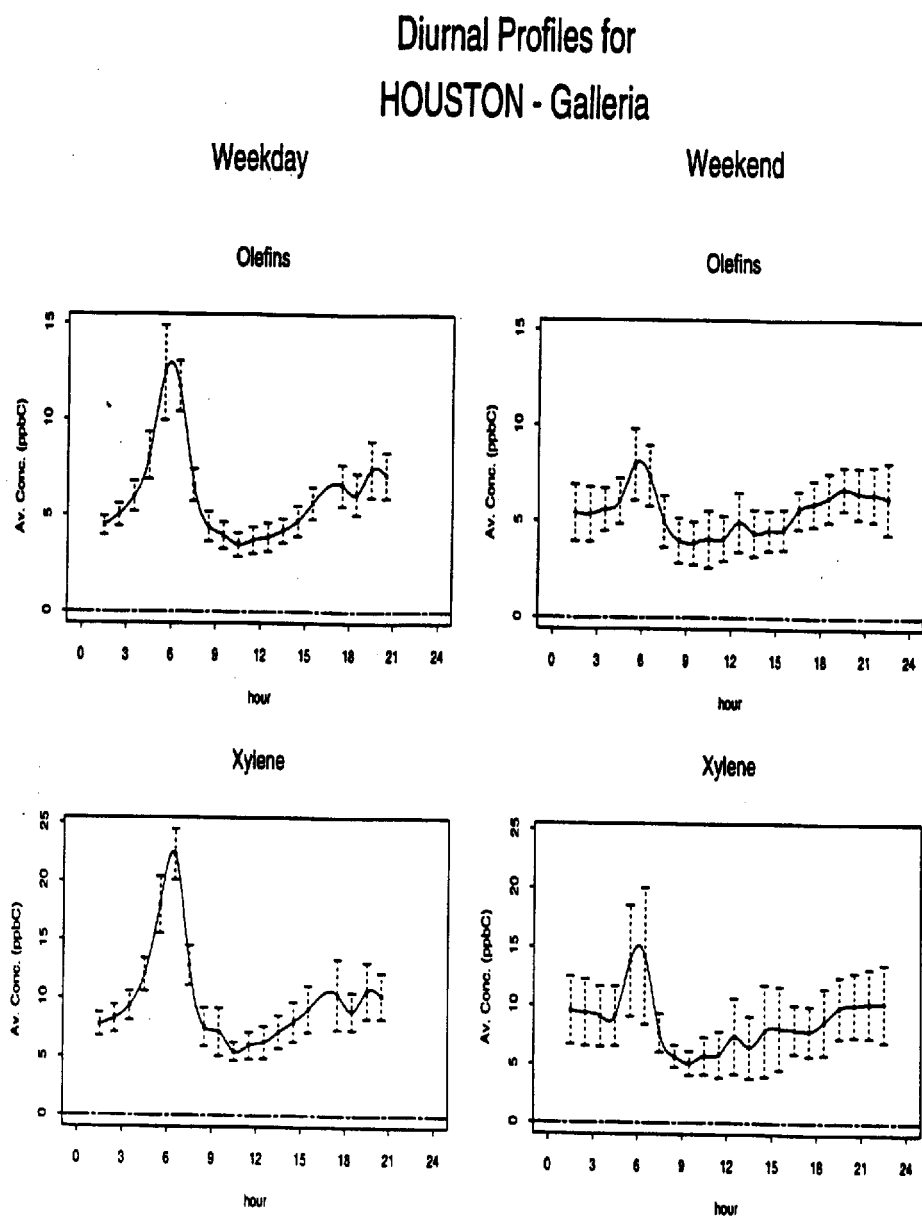 Diurnal Profiles for
HOUSTON - Galleria
Weekday
Weekend
Olefins
Av. Conc. (ppbC)
0 5 10 15
0 3 6 9 12 15 18 21 24
hour
Olefins
Av. Conc. (ppbC)
0 5 10 15
0 3 6 9 12 15 18 21 24
hour
Xylene
Av. Conc. (ppbC)
0 5 10 15 20 25
0 3 6 9 12 15 18 21 24
hour
Xylene
Av. Conc. (ppbC)
0 5 10 15 20 25
0 3 6 9 12 15 18 21 24
hour